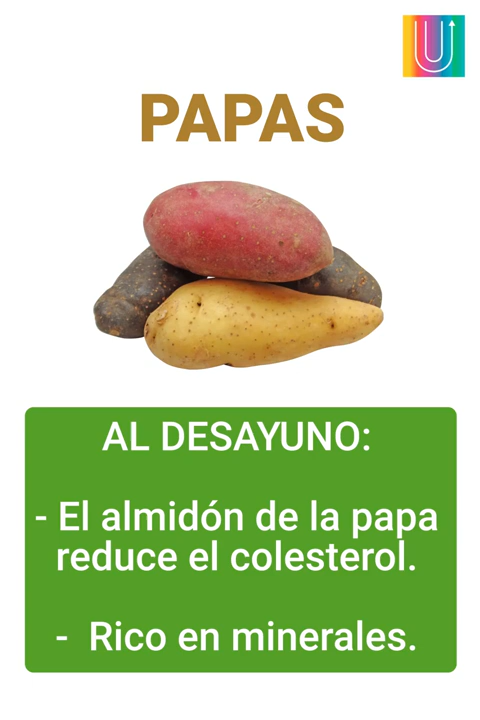 PAPAS
AL DESAYUNO:
- El almidón de la papa
reduce el colesterol.
- Rico en minerales.